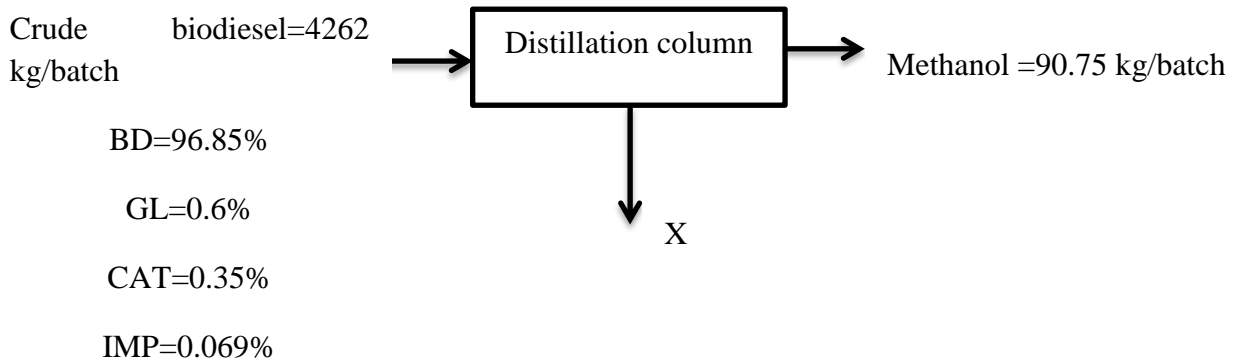 Crude biodiesel=4262
kg/batch
Distillation column
Methanol =90.75 kg/batch
BD=96.85%
GL=0.6%
X
CAT=0.35%
IMP=0.069%